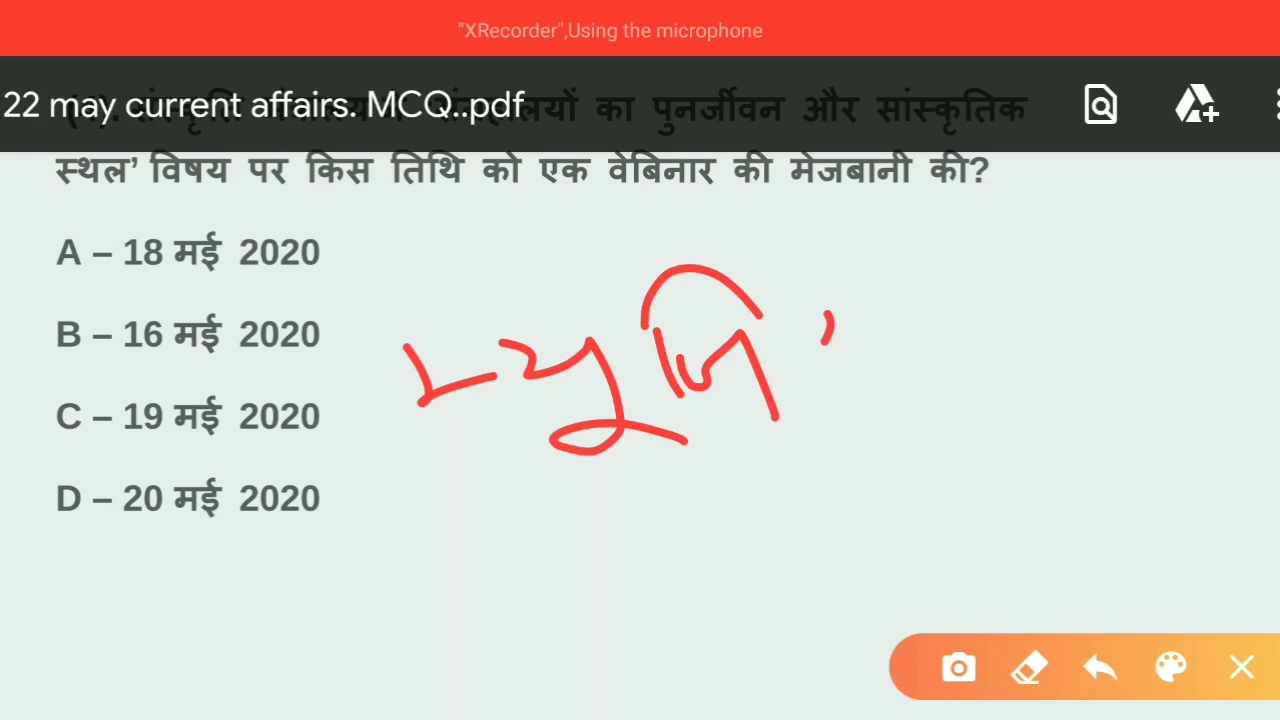 "XRecorder",Using the microphone
22 may current affairs. MCQ..pdf
का पुनर्जीवन और सांस्कृतिक
स्थल' विषय पर किस तिथि को एक वेबिनार की मेजबानी की?
A – 18 मई 2020
B – 16 मई 2020
C – 19 मई 2020
D – 20 मई 2020